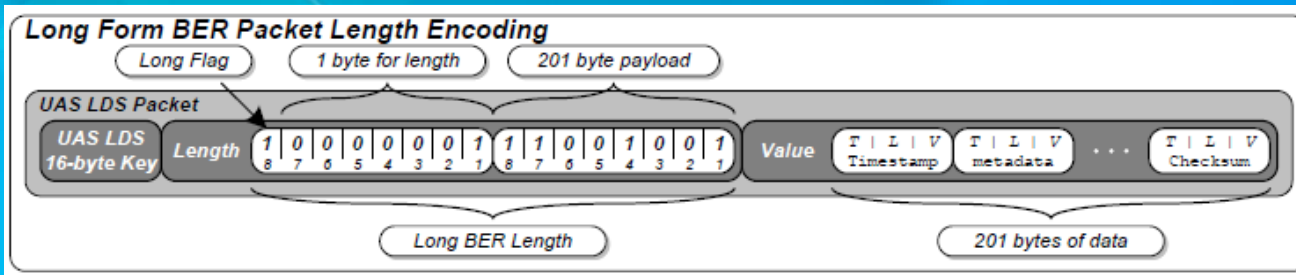 Long Form BER Packet Length Encoding
Long Flag 1 byte for length 201 byte payload
UAS LDS Packet
UAS LDS
16-byte Key
Length
1 0 0 0 0 0 0 1 1 1 0 0 1 0 0 1
8 7 6 5 4 3 2 1 8 7 6 5 4 3 2 1
Value
T | L | V
Timestamp
T | L | V
metadata
. . .
T | L | V
Checksum
Long BER Length 201 bytes of data